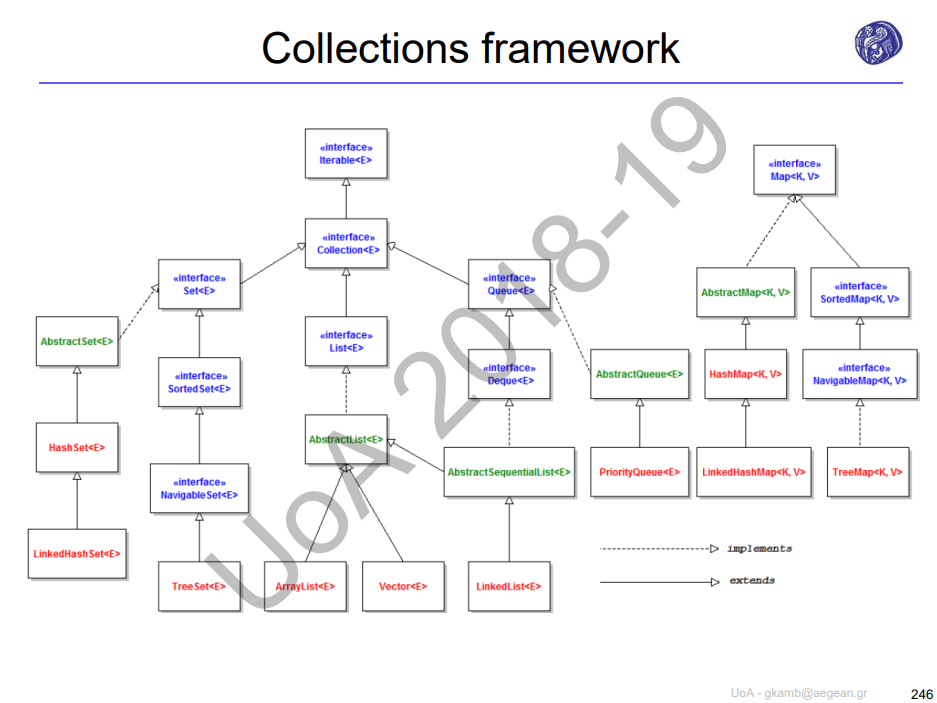 Collections framework
«interface»
Iterable<E>
«interface»
Map<K, V>
«interface»
Collection<E>
«interface»
Set<E>
«interface»
Queue<E>
AbstractMap<K, V>
«interface»
SortedMap<K, V>
AbstractSet<E>
«interface»
List<E>
«interface»
SortedSet<E>
«interface»
Deque<E>
AbstractQueue<E>
HashMap<K, V>
«interface»
NavigableMap<K, V>
HashSet<E>
AbstractList<E>
«interface»
NavigableSet<E>
AbstractSequentialList<E>
PriorityQueue<E>
LinkedHashMap<K, V>
TreeMap<K, V>
LinkedHashSet<E>
TreeSet<E>
ArrayList<E>
Vector<E>
LinkedList<E>
implements
extends
UoA 2018-19
UoA - gkamb@aegean.gr
246